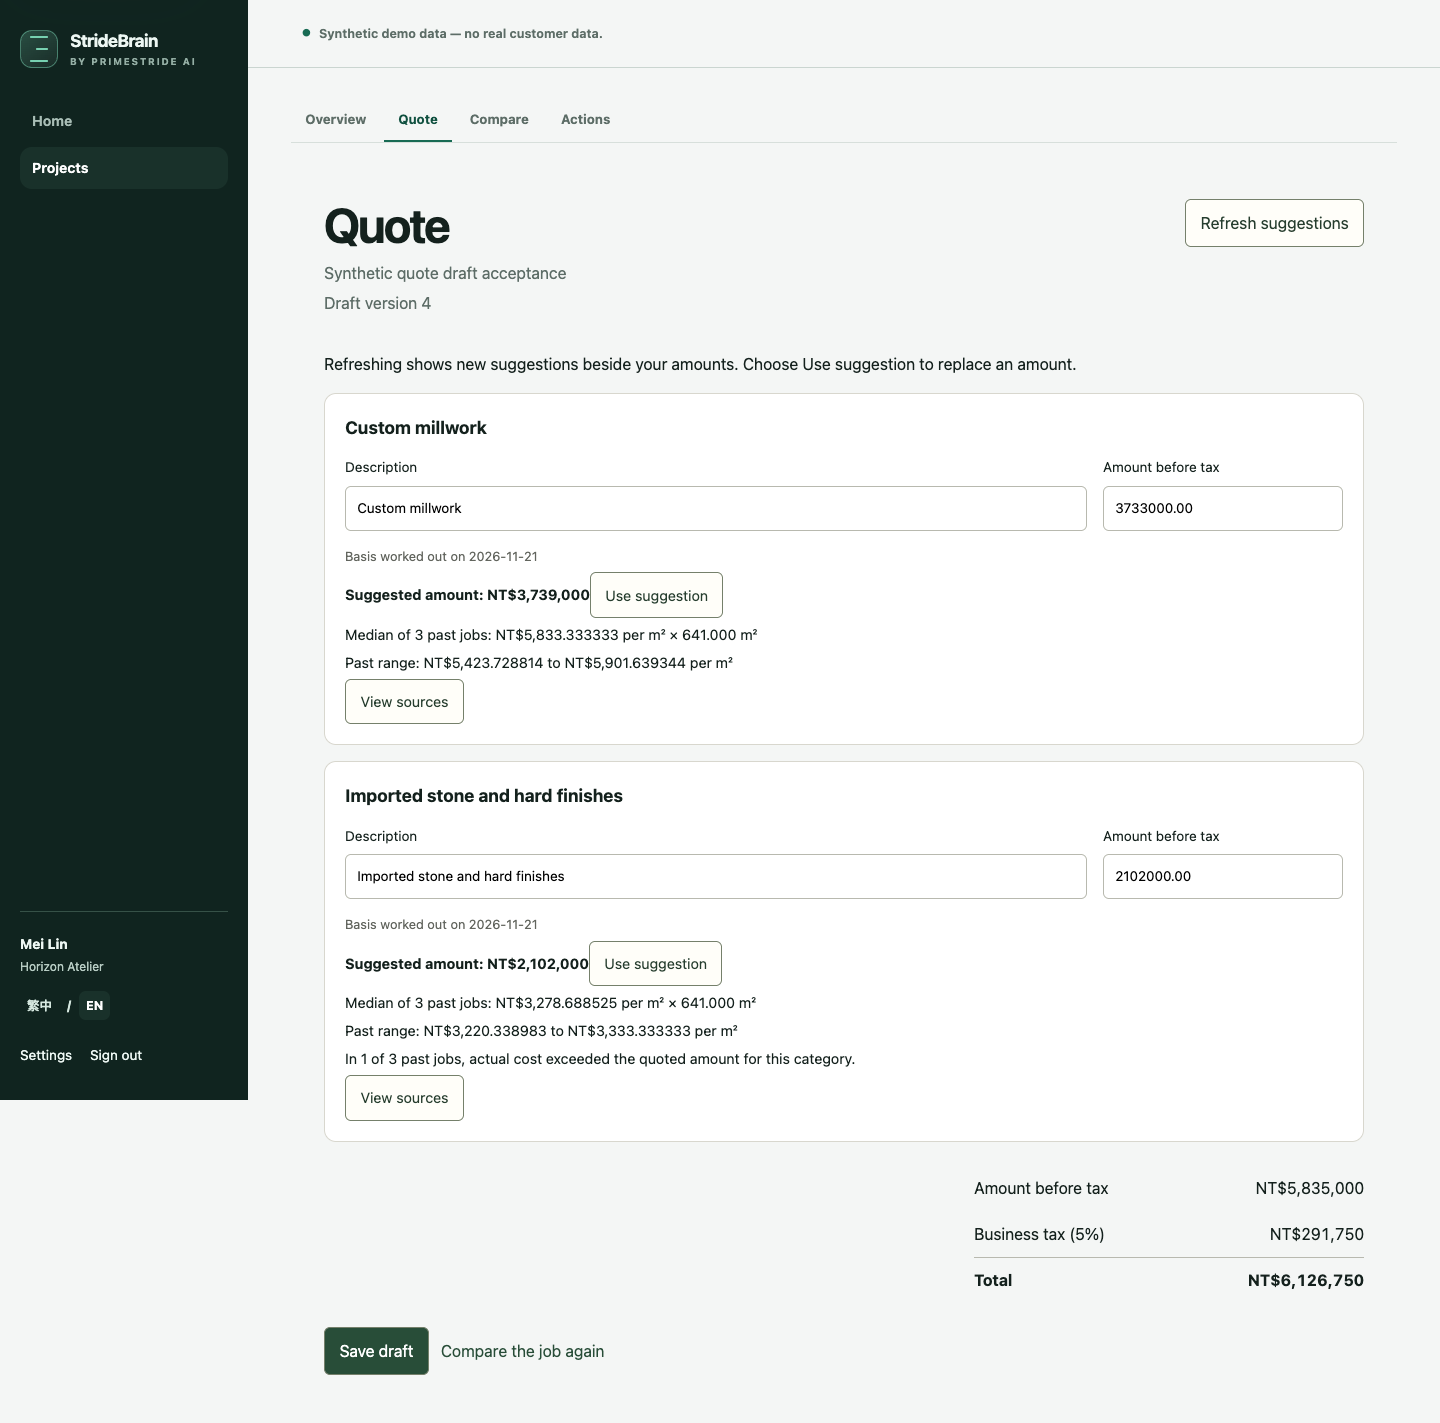 StrideBrain
BY PRIMESTRIDE AI
Home
Projects
Mei Lin
Horizon Atelier
繁中 / EN
Settings Sign out
Synthetic demo data — no real customer data.
Overview Quote Compare Actions
Quote
Refresh suggestions
Synthetic quote draft acceptance
Draft version 4
Refreshing shows new suggestions beside your amounts. Choose Use suggestion to replace an amount.
Custom millwork
Description Amount before tax
Custom millwork 3733000.00
Basis worked out on 2026-11-21
Suggested amount: NT$3,739,000 Use suggestion
Median of 3 past jobs: NT$5,833.333333 per m² × 641.000 m²
Past range: NT$5,423.728814 to NT$5,901.639344 per m²
View sources
Imported stone and hard finishes
Description Amount before tax
Imported stone and hard finishes 2102000.00
Basis worked out on 2026-11-21
Suggested amount: NT$2,102,000 Use suggestion
Median of 3 past jobs: NT$3,278.688525 per m² × 641.000 m²
Past range: NT$3,220.338983 to NT$3,333.333333 per m²
In 1 of 3 past jobs, actual cost exceeded the quoted amount for this category.
View sources
Amount before tax NT$5,835,000
Business tax (5%) NT$291,750
Total NT$6,126,750
Save draft Compare the job again